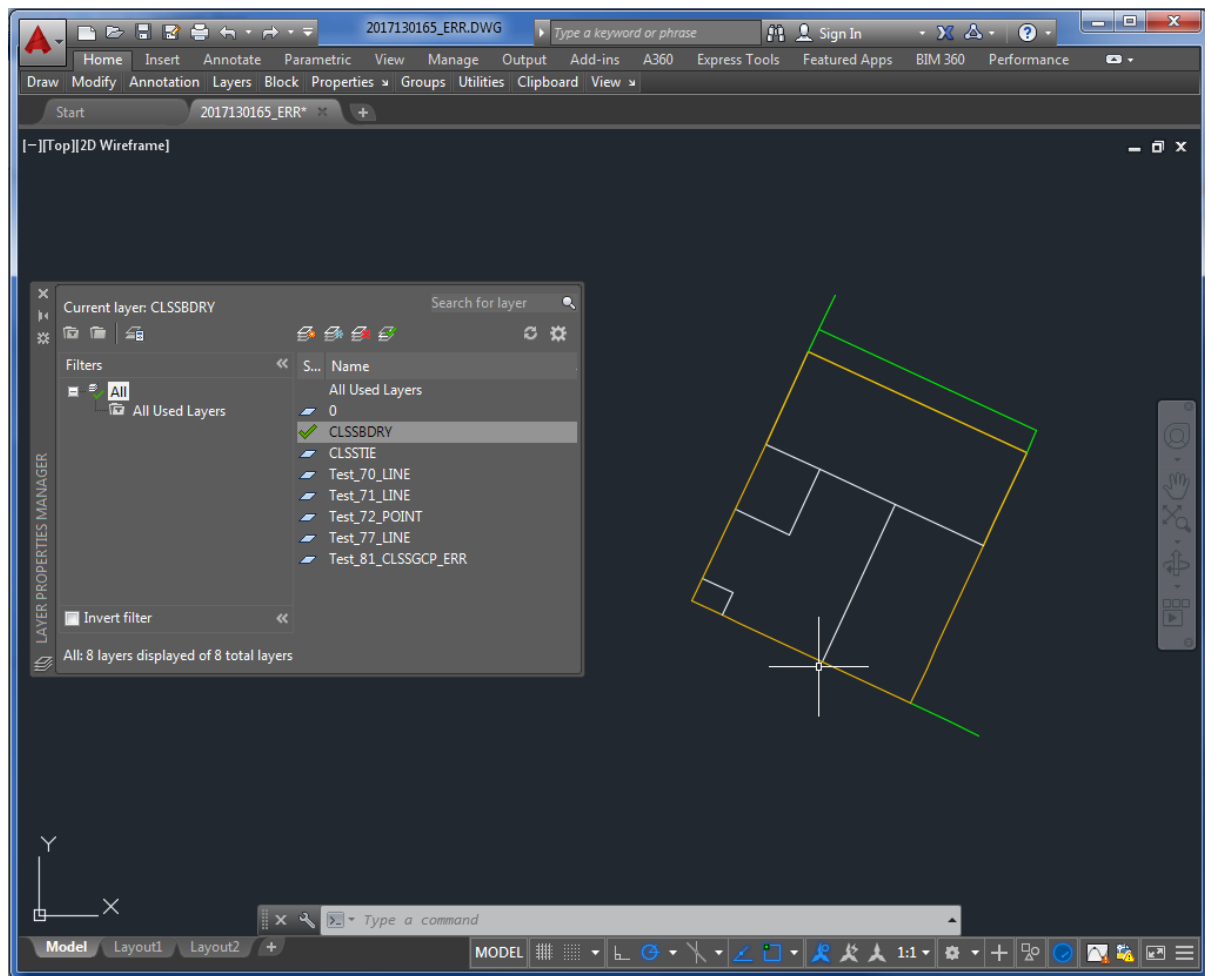 2017130165_ERR.DWG Type a keyword or phrase Sign In
Home Insert Annotate Parametric View Manage Output Add-ins A360 Express Tools Featured Apps BIM 360 Performance
Draw Modify Annotation Layers Block Properties Groups Utilities Clipboard View
Start 2017130165_ERR*
[−][Top][2D Wireframe]
Current layer: CLSSBDRY Search for layer
Filters S... Name
All All Used Layers
All Used Layers 0
CLSSBDRY
CLSSTIE
Test_70_LINE
Test_71_LINE
Test_72_POINT
Test_77_LINE
Test_81_CLSSGCP_ERR
Invert filter
All: 8 layers displayed of 8 total layers
LAYER PROPERTIES MANAGER
Y
X
Type a command
Model Layout1 Layout2 + MODEL 1:1